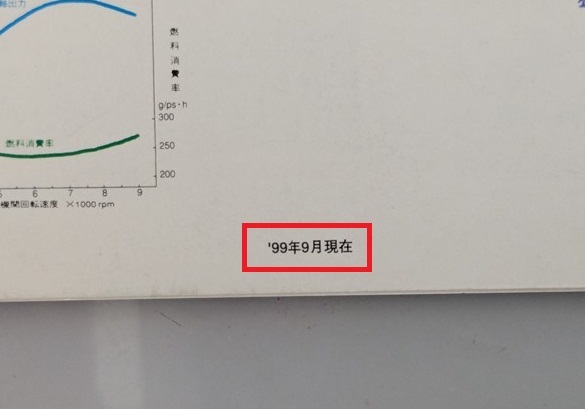 出力
燃料消費率
g/ps・h
300
250
200
燃料消費率
6 7 8 9
機関回転速度 ×1000 rpm
'99年9月現在